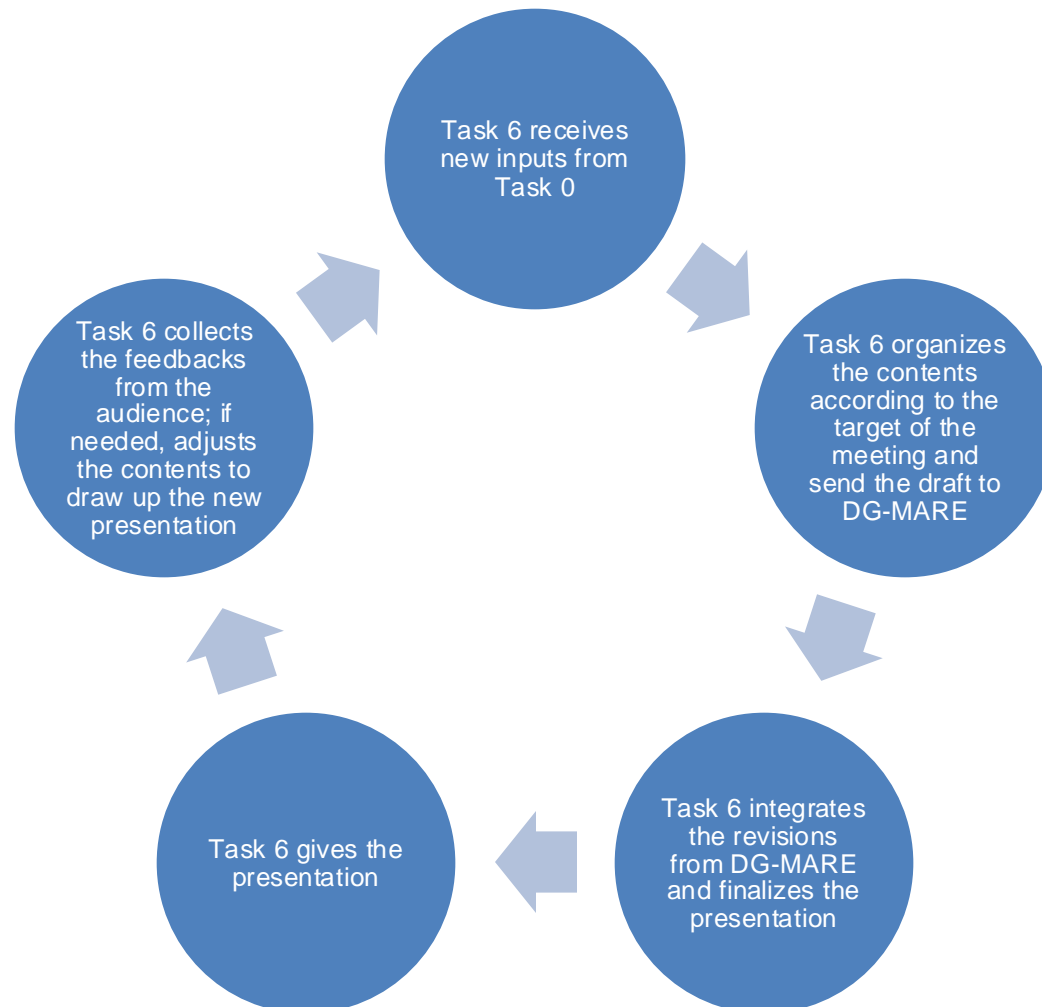 Task 6 receives
new inputs from
Task 0
Task 6 organizes
the contents
according to the
target of the
meeting and
send the draft to
DG-MARE
Task 6 integrates
the revisions
from DG-MARE
and finalizes the
presentation
Task 6 gives the
presentation
Task 6 collects
the feedbacks
from the
audience; if
needed, adjusts
the contents to
draw up the new
presentation